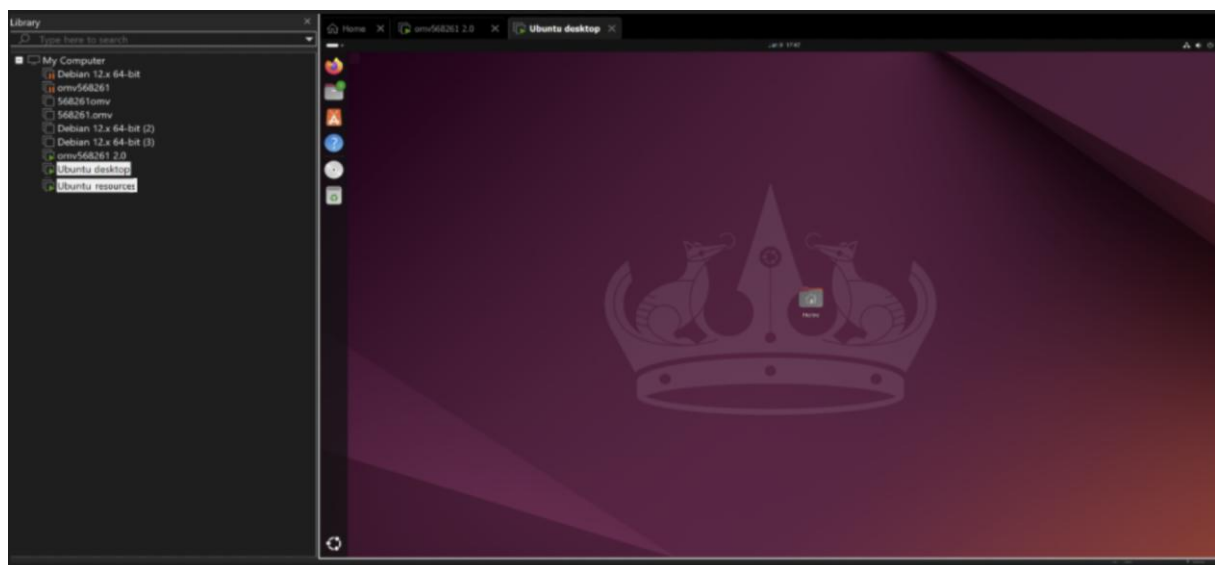 Library
Type here to search
My Computer
Debian 12.x 64-bit
omv568261
568261omv
568261.omv
Debian 12.x 64-bit (2)
Debian 12.x 64-bit (3)
omv568261 2.0
Ubuntu desktop
Ubuntu resources
Home
omv568261 2.0
Ubuntu desktop
Home